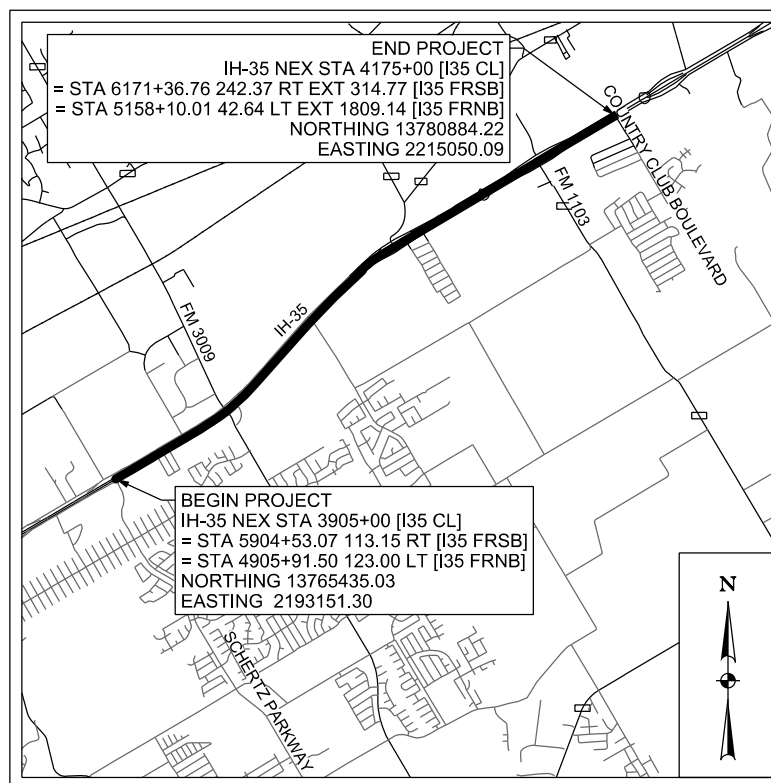 END PROJECT
IH-35 NEX STA 4175+00 [I35 CL]
= STA 6171+36.76 242.37 RT EXT 314.77 [I35 FRSB]
= STA 5158+10.01 42.64 LT EXT 1809.14 [I35 FRNB]
NORTHING 13780884.22
EASTING 2215050.09
COUNTRY CLUB BOULEVARD
FM 1103
FM 3009
IH-35
BEGIN PROJECT
IH-35 NEX STA 3905+00 [I35 CL]
= STA 5904+53.07 113.15 RT [I35 FRSB]
= STA 4905+91.50 123.00 LT [I35 FRNB]
NORTHING 13765435.03
EASTING 2193151.30
SCHERTZ PARKWAY
N